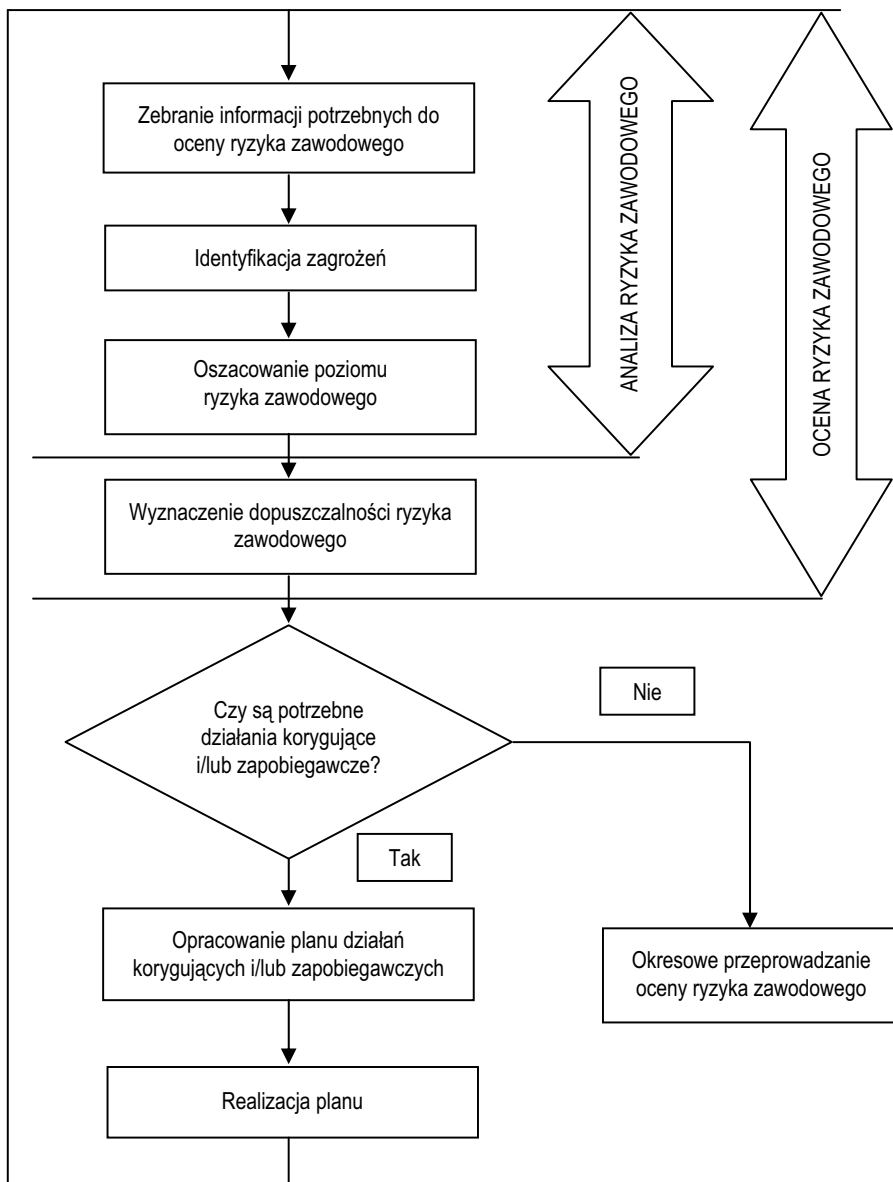 Zebranie informacji potrzebnych do
oceny ryzyka zawodowego
Identyfikacja zagrożeń
Oszacowanie poziomu
ryzyka zawodowego
Wyznaczenie dopuszczalności ryzyka
zawodowego
ANALIZA RYZYKA ZAWODOWEGO
OCENA RYZYKA ZAWODOWEGO
Czy są potrzebne
działania korygujące
i/lub zapobiegawcze?
Nie
Tak
Opracowanie planu działań
korygujących i/lub zapobiegawczych
Okresowe przeprowadzanie
oceny ryzyka zawodowego
Realizacja planu